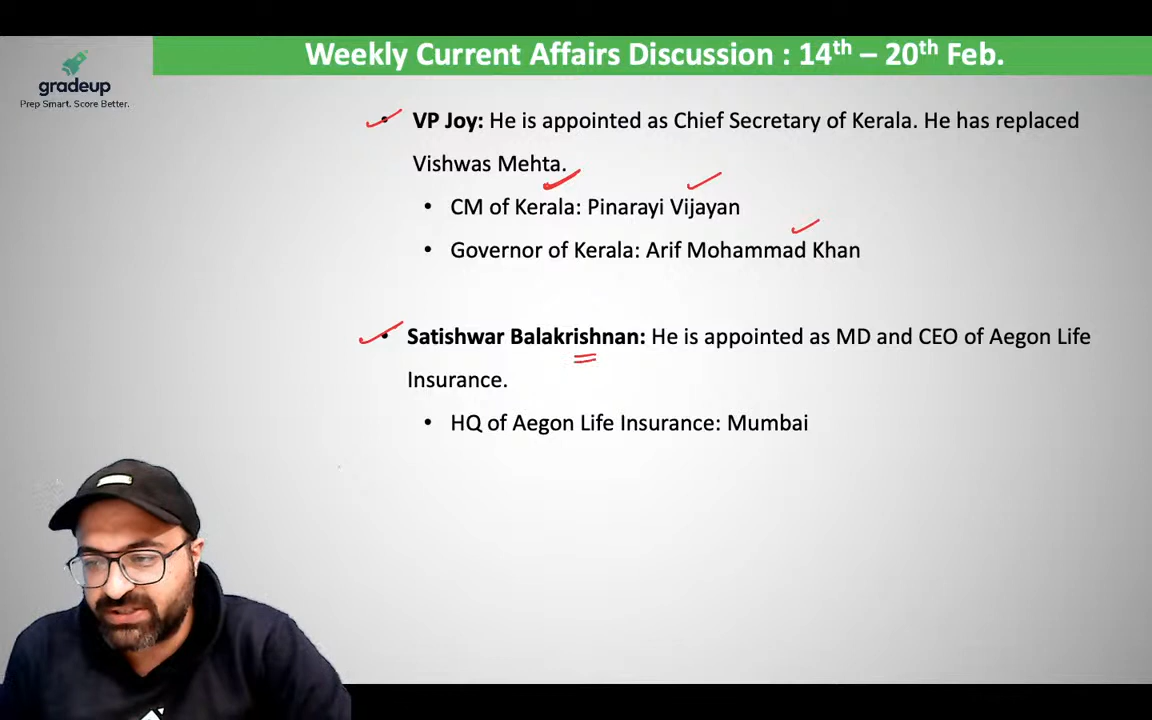 Weekly Current Affairs Discussion : 14th – 20th Feb.
gradeup
Prep Smart. Score Better.
• VP Joy: He is appointed as Chief Secretary of Kerala. He has replaced
Vishwas Mehta.
• CM of Kerala: Pinarayi Vijayan
• Governor of Kerala: Arif Mohammad Khan
• Satishwar Balakrishnan: He is appointed as MD and CEO of Aegon Life
Insurance.
• HQ of Aegon Life Insurance: Mumbai